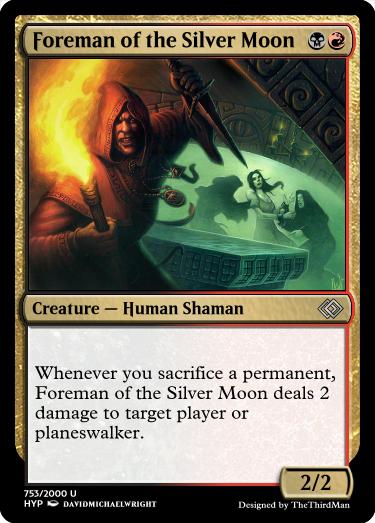 Foreman of the Silver Moon
Creature — Human Shaman
Whenever you sacrifice a permanent,
Foreman of the Silver Moon deals 2
damage to target player or
planeswalker.
2/2
753/2000 U
HYP DAVIDMICHAELWRIGHT
Designed by TheThirdMan